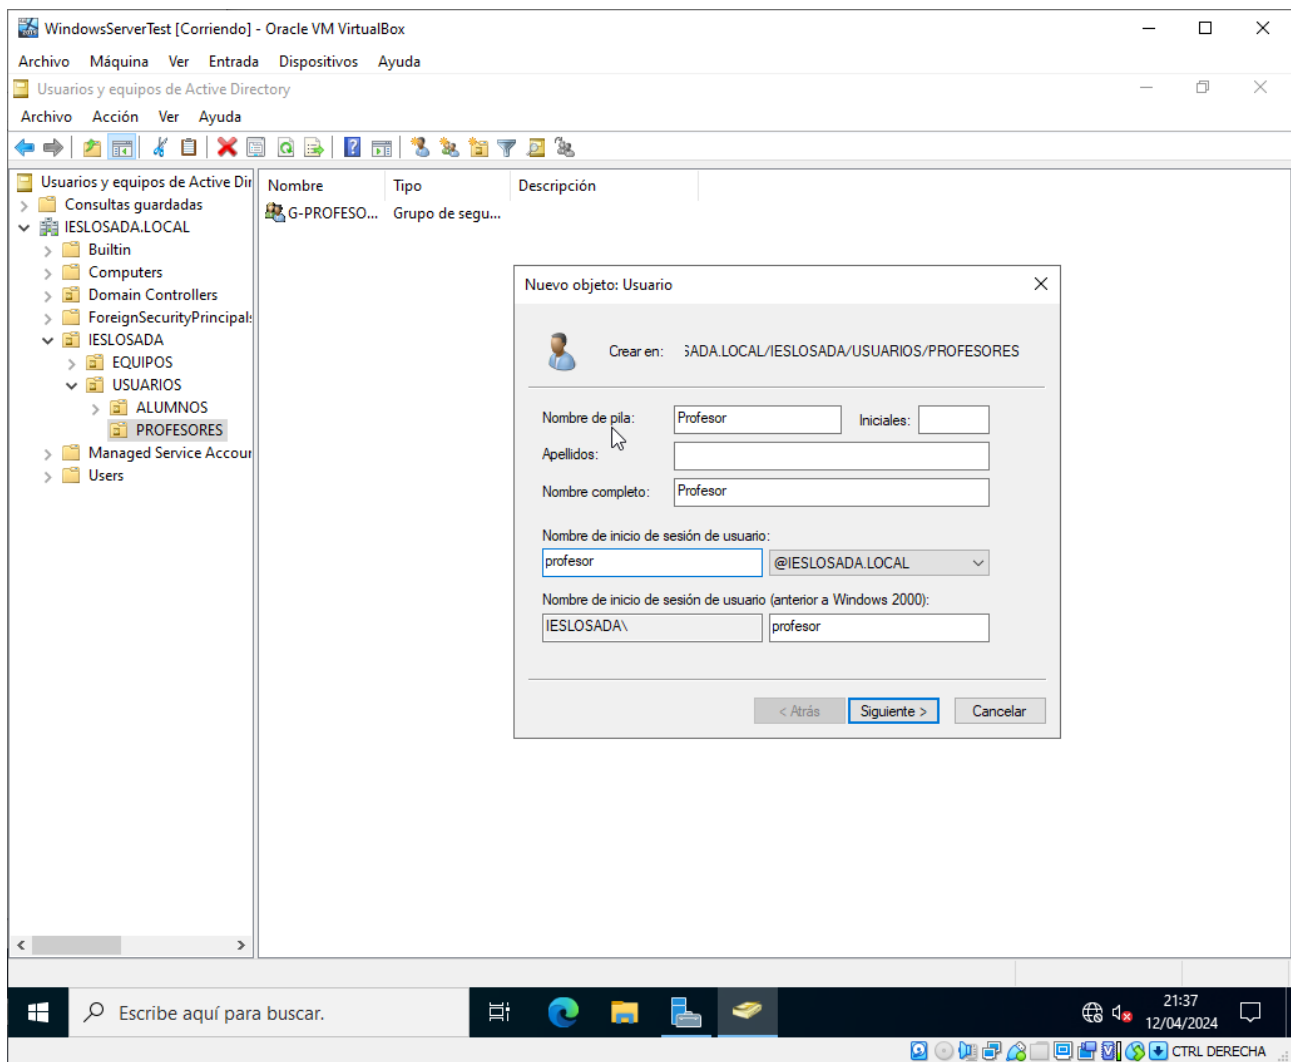 WindowsServerTest [Corriendo] - Oracle VM VirtualBox
Archivo Máquina Ver Entrada Dispositivos Ayuda
Usuarios y equipos de Active Directory
Archivo Acción Ver Ayuda
Usuarios y equipos de Active Dir
Consultas guardadas
IESLOSADA.LOCAL
Builtin
Computers
Domain Controllers
ForeignSecurityPrincipal
IESLOSADA
EQUIPOS
USUARIOS
ALUMNOS
PROFESORES
Managed Service Accour
Users
Nombre Tipo Descripción
G-PROFESO... Grupo de segu...
Nuevo objeto: Usuario
Crear en: SADA.LOCAL/IESLOSADA/USUARIOS/PROFESORES
Nombre de pila: Profesor Iniciales:
Apellidos:
Nombre completo: Profesor
Nombre de inicio de sesión de usuario:
profesor @IESLOSADA.LOCAL
Nombre de inicio de sesión de usuario (anterior a Windows 2000):
IESLOSADA\ profesor
< Atrás Siguiente > Cancelar
Escribe aquí para buscar.
21:37
12/04/2024
CTRL DERECHA